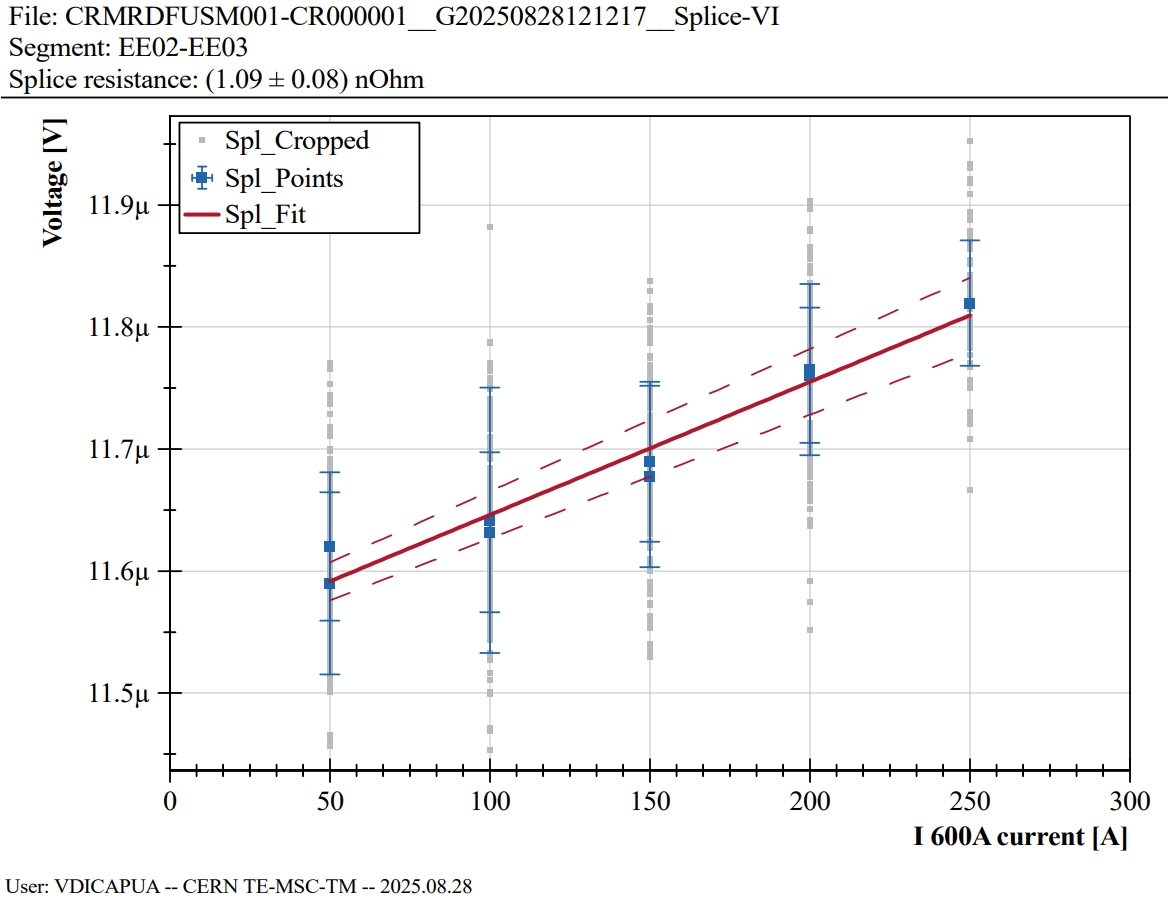 File: CRMRDFUSM001-CR000001__G20250828121217__Splice-VI
Segment: EE02-EE03
Splice resistance: (1.09 ± 0.08) nOhm
Voltage [V]
Spl_Cropped
Spl_Points
Spl_Fit
11.9μ
11.8μ
11.7μ
11.6μ
11.5μ
0 50 100 150 200 250 300
I 600A current [A]
User: VDICAPUA -- CERN TE-MSC-TM -- 2025.08.28